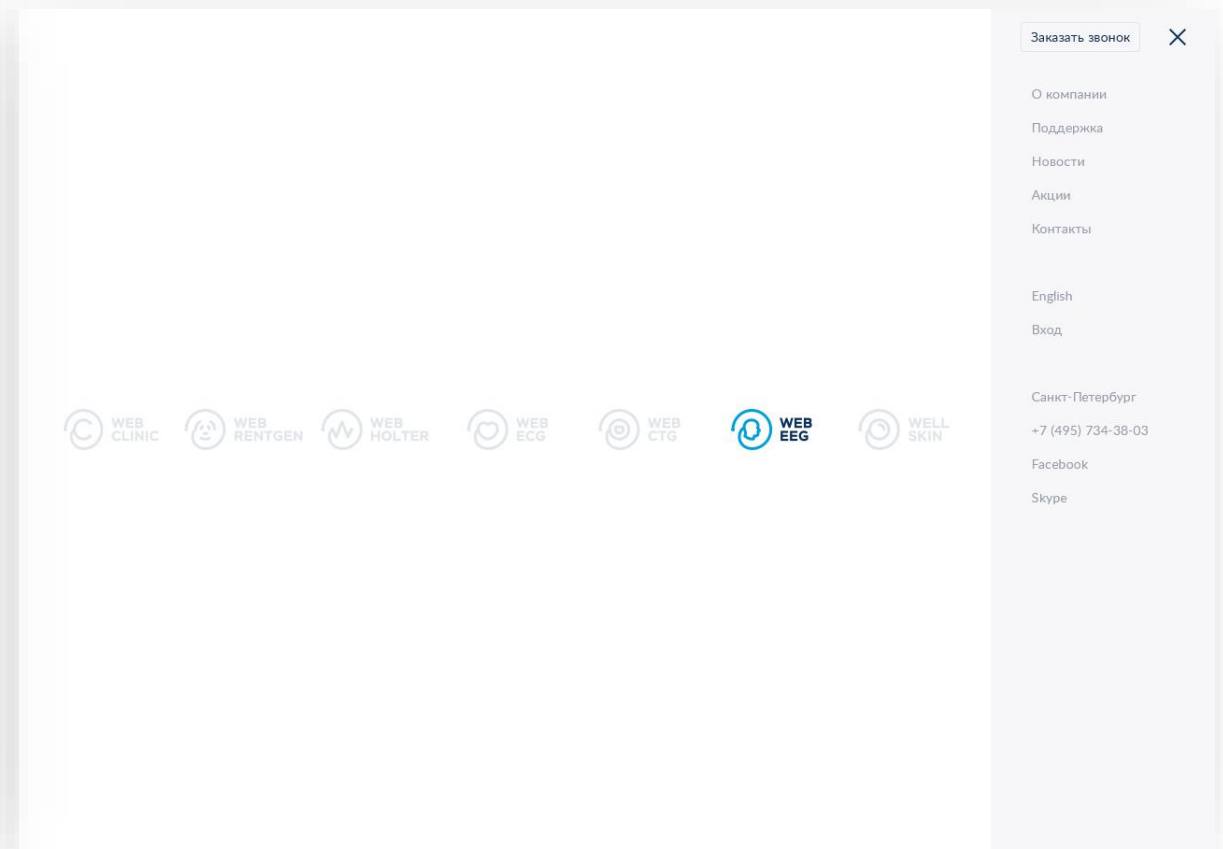 Заказать звонок
О компании
Поддержка
Новости
Акции
Контакты
English
Вход
Санкт-Петербург
+7 (495) 734-38-03
Facebook
Skype
WEB
CLINIC
WEB
RENTGEN
WEB
HOLTER
WEB
ECG
WEB
CTG
WEB
EEG
WELL
SKIN